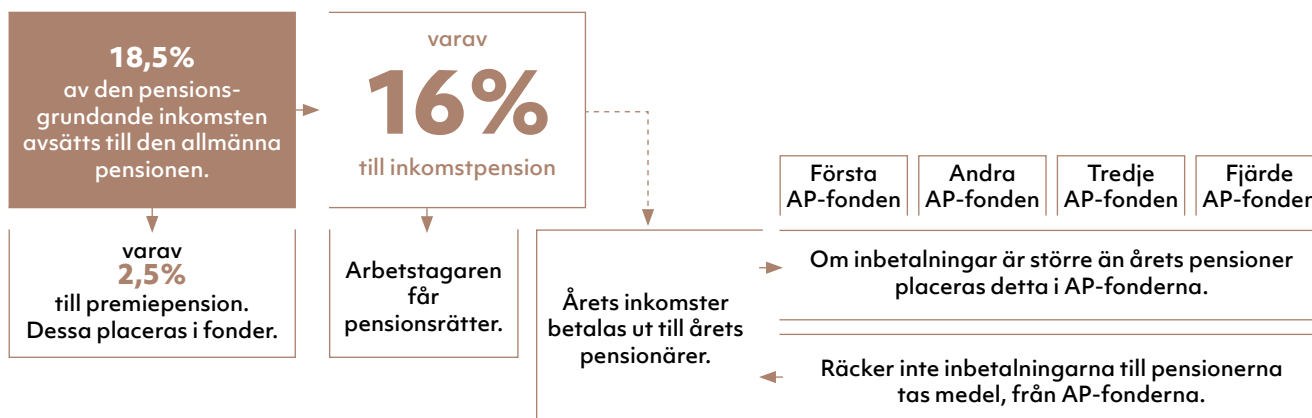 18,5%
av den pensions-
grundande inkomsten
avsätts till den allmänna
pensionen.
varav
16%
till inkomstpension
varav
2,5%
till premiepension.
Dessa placeras i fonder.
Arbetstagaren
får
pensionsrätter.
Årets inkomster
betalas ut till årets
pensionärer.
Första
AP-fonden
Andra
AP-fonden
Tredje
AP-fonden
Fjärde
AP-fonden
Om inbetalningar är större än årets pensioner
placeras detta i AP-fonderna.
Räcker inte inbetalningarna till pensionerna
tas medel, från AP-fonderna.